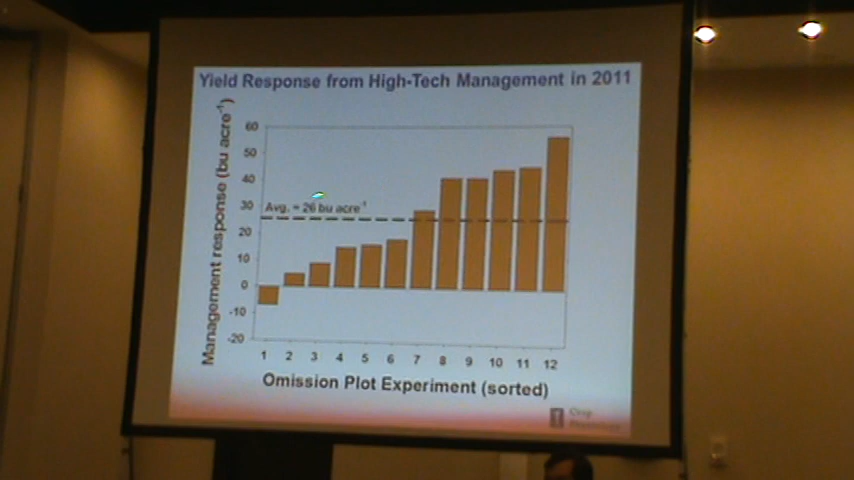 Yield Response from High-Tech Management in 2011
Management response (bu acre⁻¹)
60
50
40
30
20
10
0
-10
-20
Avg. = 26 bu acre⁻¹
1 2 3 4 5 6 7 8 9 10 11 12
Omission Plot Experiment (sorted)
Crop